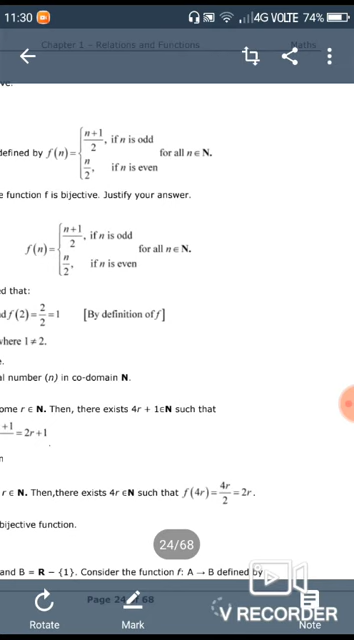 11:30 4G VOLTE 74%
Chapter 1 – Relations and Functions Maths
defined by f(n) = { (n+1)/2, if n is odd
n/2, if n is even for all n ∈ N.
e function f is bijective. Justify your answer.
f(n) = { (n+1)/2, if n is odd
n/2, if n is even for all n ∈ N.
ed that:
nd f(2) = 2/2 = 1 [By definition of f]
where 1 ≠ 2.
e.
al number (n) in co-domain N.
ome r ∈ N. Then, there exists 4r + 1∈N such that
+1 = 2r+1
n
r ∈ N. Then,there exists 4r ∈N such that f(4r) = 4r/2 = 2r.
bijective function.
24/68
and B = R − {1}. Consider the function f: A → B defined by
Page 24 of 68
Rotate Mark Note
V RECORDER